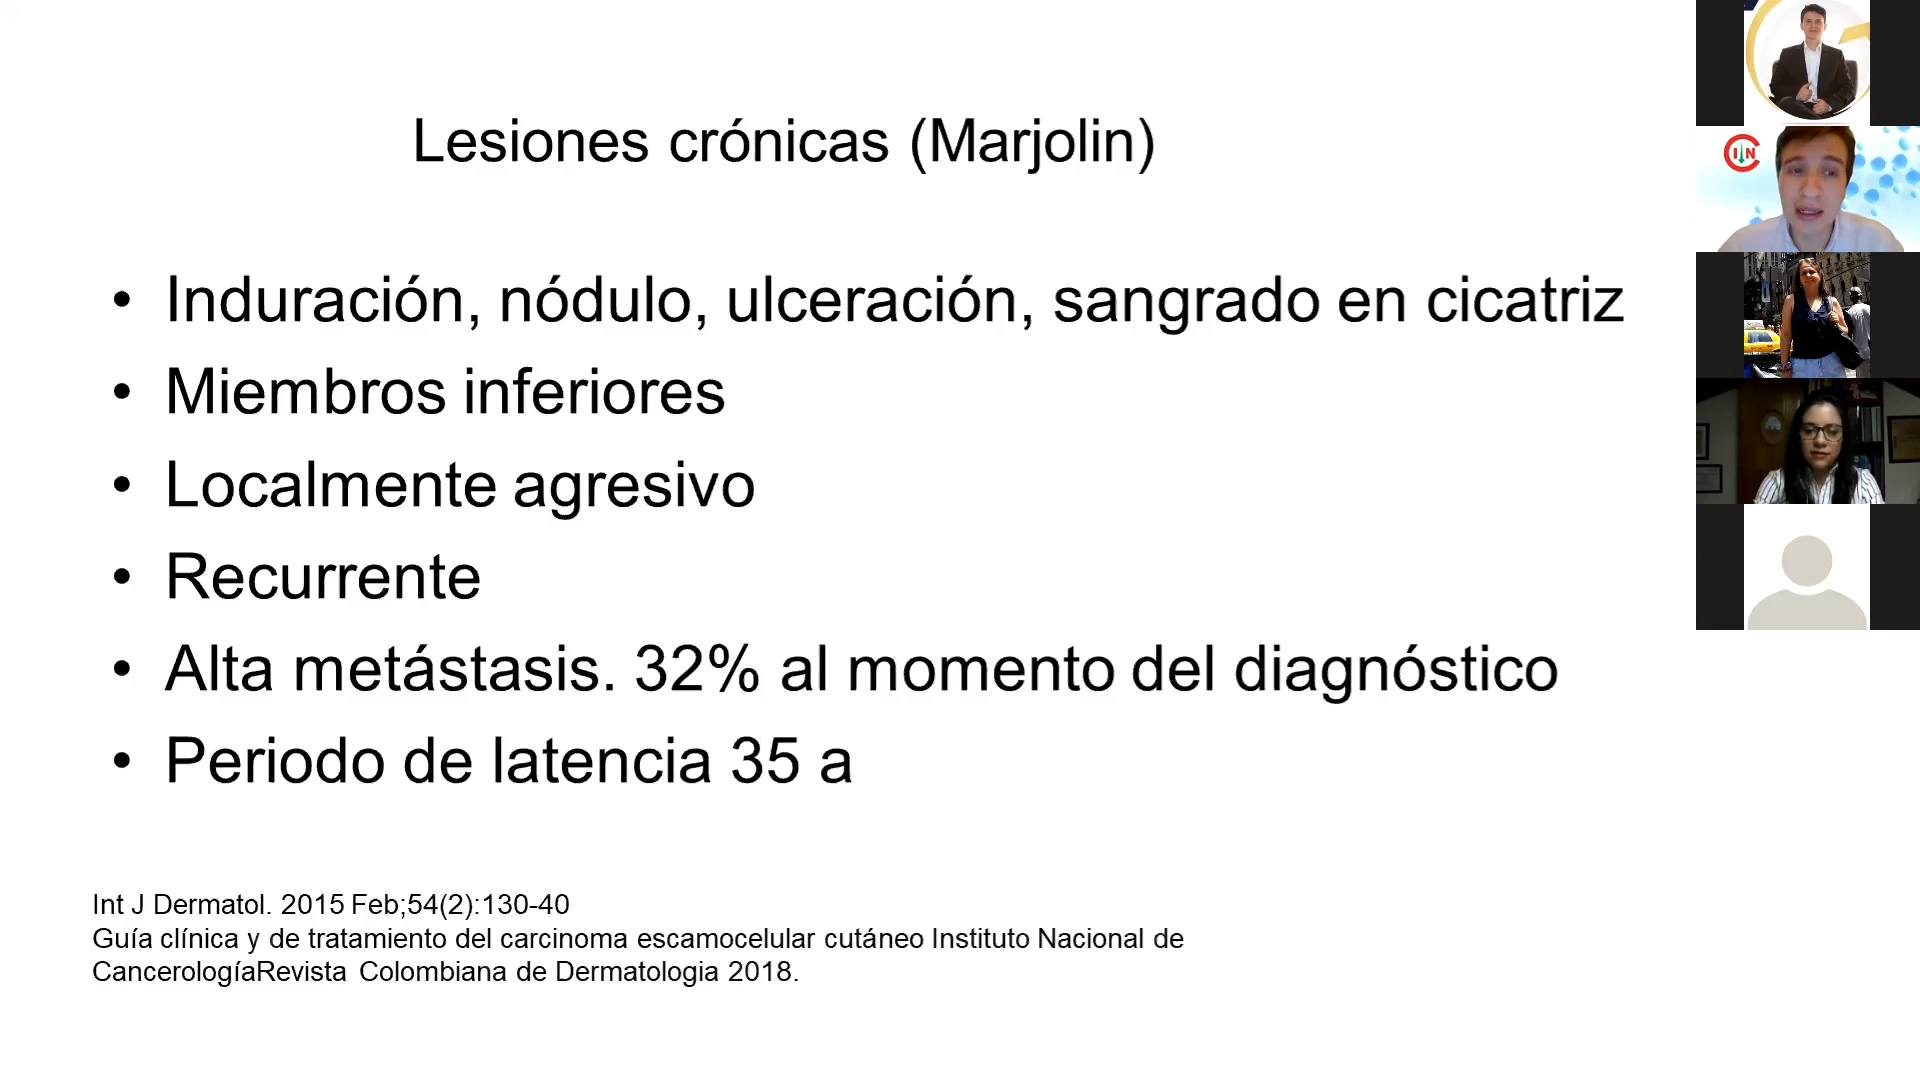 Lesiones crónicas (Marjolin)
• Induración, nódulo, ulceración, sangrado en cicatriz
• Miembros inferiores
• Localmente agresivo
• Recurrente
• Alta metástasis. 32% al momento del diagnóstico
• Periodo de latencia 35 a
Int J Dermatol. 2015 Feb;54(2):130-40
Guía clínica y de tratamiento del carcinoma escamocelular cutáneo Instituto Nacional de
CancerologíaRevista Colombiana de Dermatologia 2018.